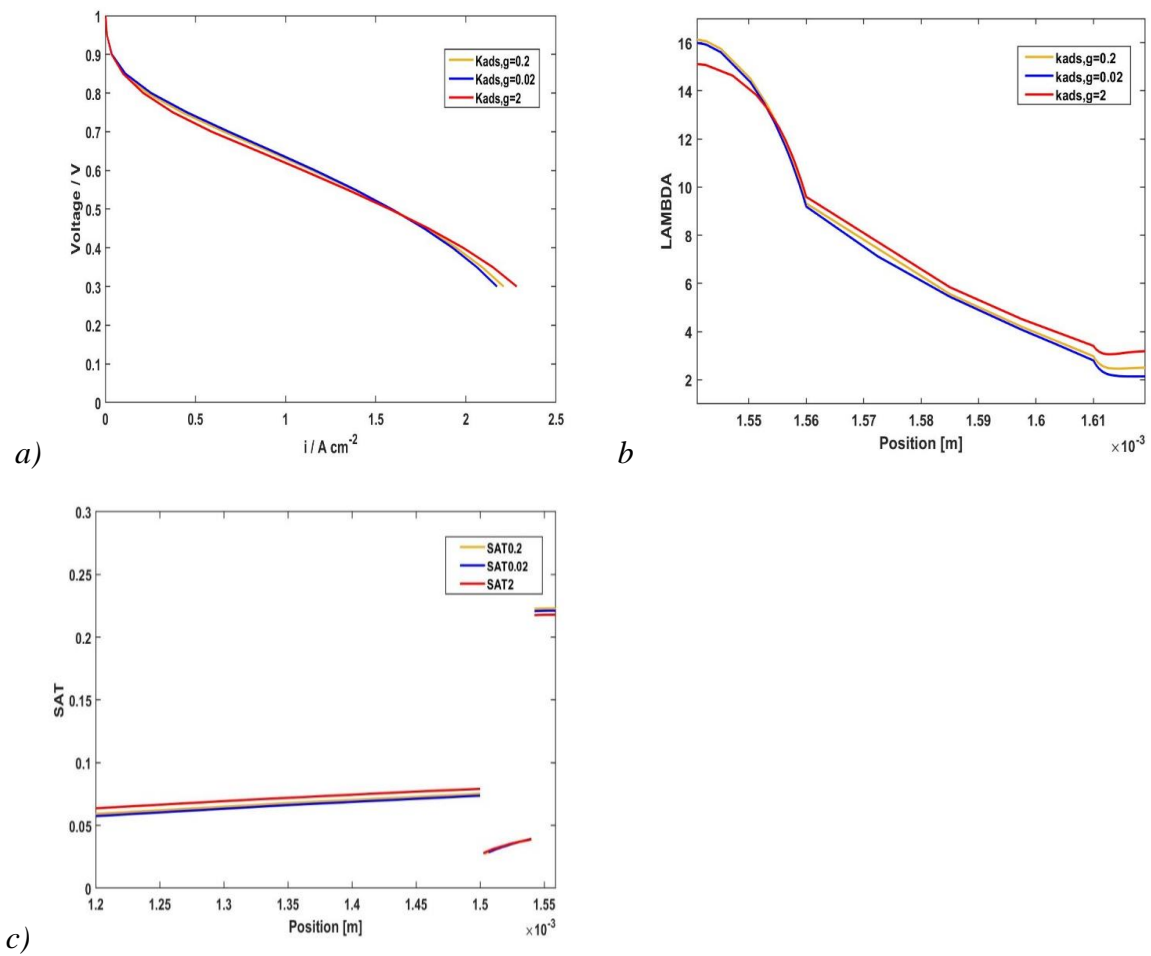 1
0.9
0.8
0.7
0.6
0.5
0.4
0.3
0.2
0.1
0
Voltage / V
Kads,g=0.2
Kads,g=0.02
Kads,g=2
0 0.5 1 1.5 2 2.5
i / A cm-2
a)
16
14
12
10
8
6
4
2
LAMBDA
kads,g=0.2
kads,g=0.02
kads,g=2
1.55 1.56 1.57 1.58 1.59 1.6 1.61
Position [m]
×10-3
b
0.3
0.25
0.2
0.15
0.1
0.05
0
SAT
SAT0.2
SAT0.02
SAT2
1.2 1.25 1.3 1.35 1.4 1.45 1.5 1.55
Position [m]
×10-3
c)